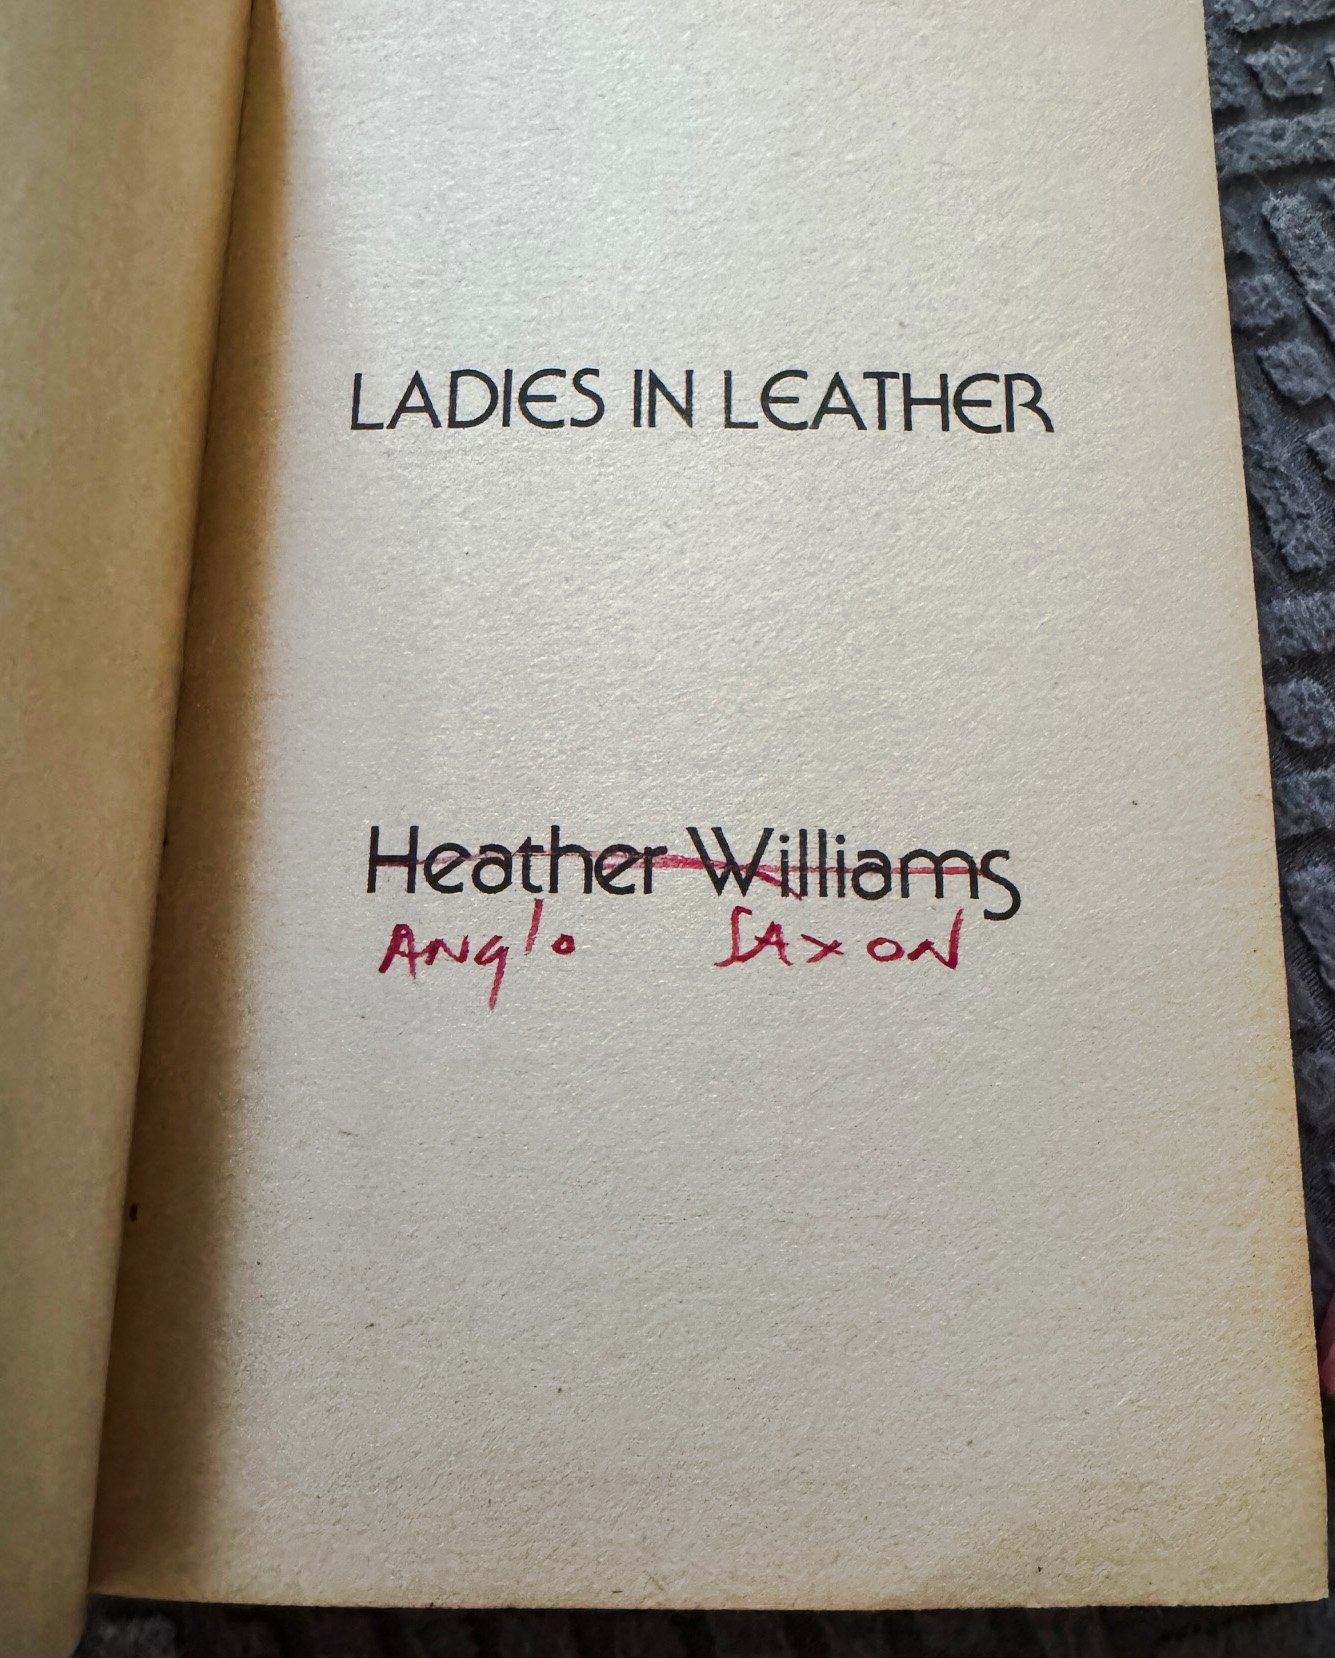 LADIES IN LEATHER
Heather Williams
ANglo SAXON